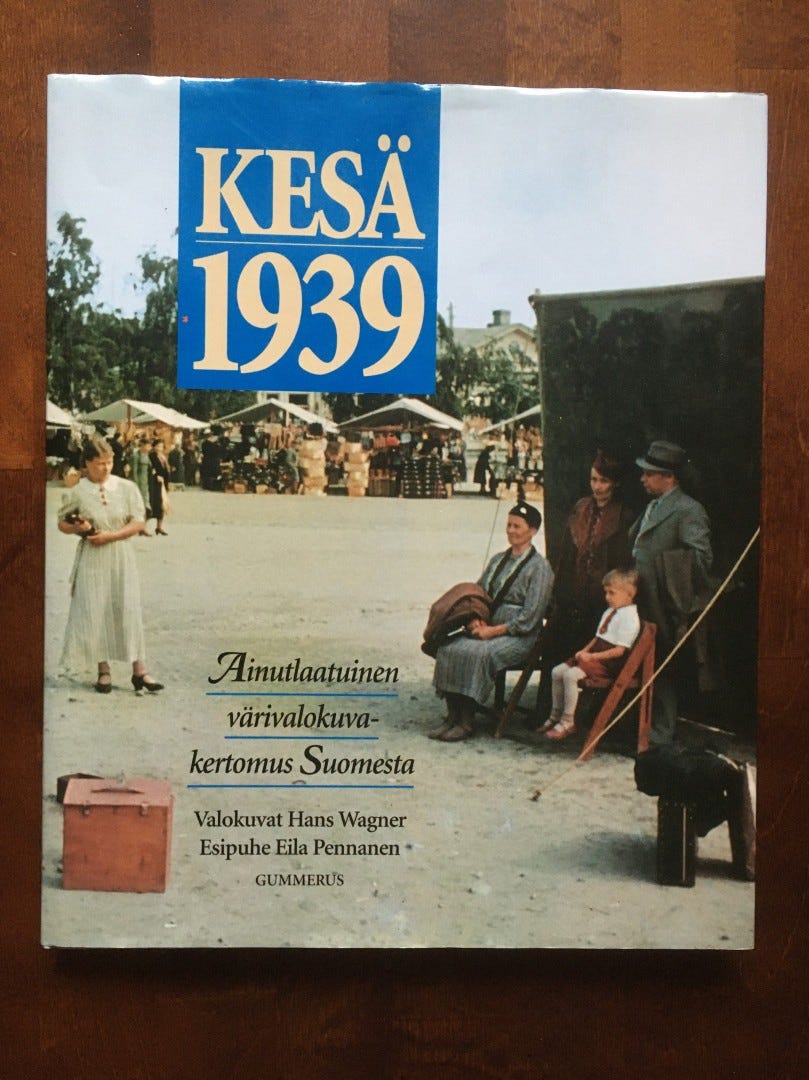 KESÄ
1939
Ainutlaatuinen
värivalokuva-
kertomus Suomesta
Valokuvat Hans Wagner
Esipuhe Eila Pennanen
GUMMERUS